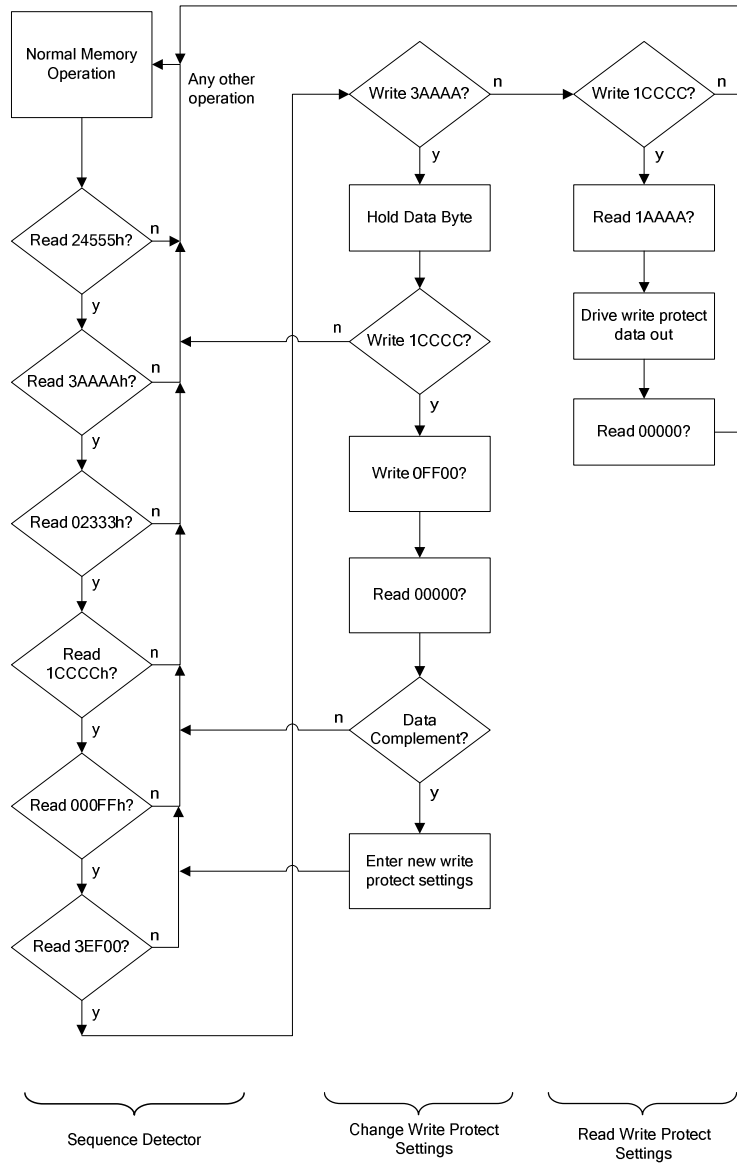 Normal Memory
Operation
Any other
operation
Read 24555h?
n
y
Read 3AAAAh?
n
y
Read 02333h?
n
y
Read
1CCCCh?
n
y
Read 000FFh?
n
y
Read 3EF00?
n
y
Sequence Detector
Write 3AAAA?
n
y
Hold Data Byte
Write 1CCCC?
n
y
Write 0FF00?
Read 00000?
Data
Complement?
n
y
Enter new write
protect settings
Change Write Protect
Settings
Write 1CCCC?
n
y
Read 1AAAA?
Drive write protect
data out
Read 00000?
Read Write Protect
Settings